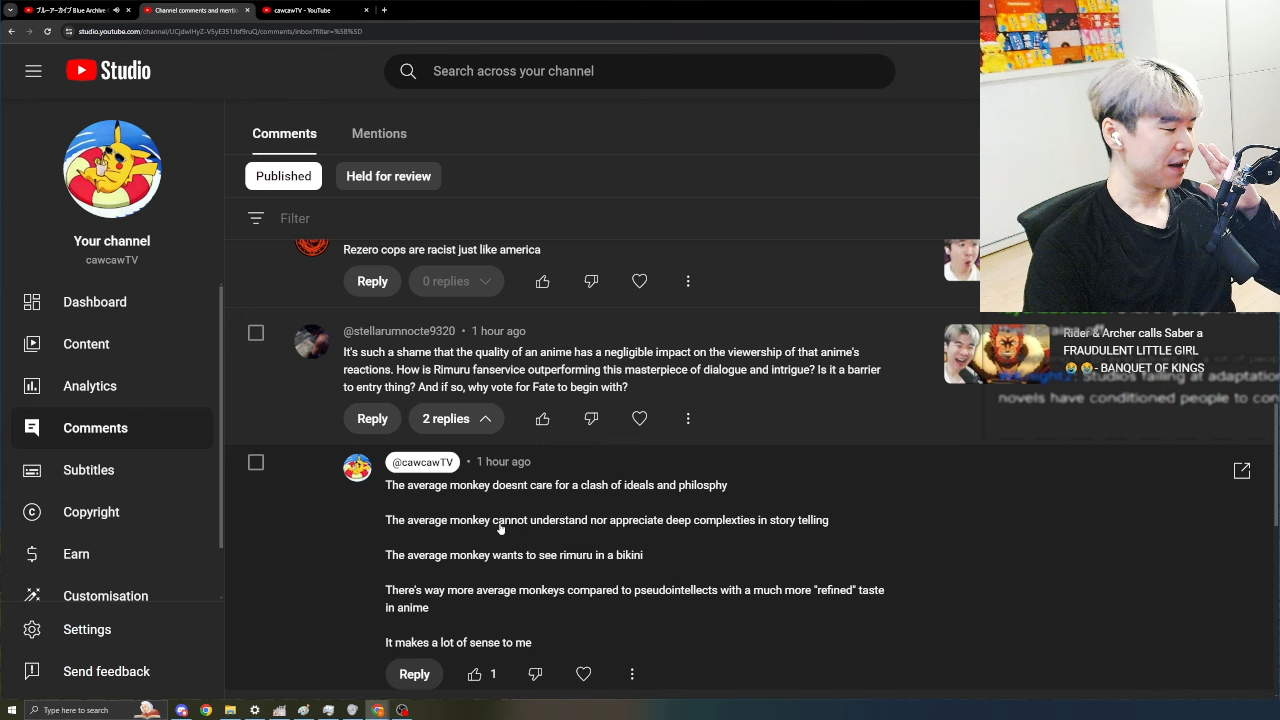 ブルーアーカイブ Blue Archive
Channel comments and mentio
cawcawTV - YouTube
studio.youtube.com/channel/UCjdwIHyZ-V5yE3S1Jbf9ruQ/comments/inbox?filter=%5B%5D
Studio
Search across your channel
Comments
Mentions
Published
Held for review
Filter
Your channel
cawcawTV
Dashboard
Content
Analytics
Comments
Subtitles
Copyright
Earn
Customisation
Settings
Send feedback
Rezero cops are racist just like america
Reply
0 replies
@stellarumnocte9320 • 1 hour ago
It's such a shame that the quality of an anime has a negligible impact on the viewership of that anime's
reactions. How is Rimuru fanservice outperforming this masterpiece of dialogue and intrigue? Is it a barrier
to entry thing? And if so, why vote for Fate to begin with?
Rider & Archer calls Saber a
FRAUDULENT LITTLE GIRL
😭 😭- BANQUET OF KINGS
Studios failing at adaptation
novels have conditioned people to con
Reply
2 replies
@cawcawTV • 1 hour ago
The average monkey doesnt care for a clash of ideals and philosphy
The average monkey cannot understand nor appreciate deep complexties in story telling
The average monkey wants to see rimuru in a bikini
There's way more average monkeys compared to pseudointellects with a much more "refined" taste
in anime
It makes a lot of sense to me
Reply
1
Type here to search